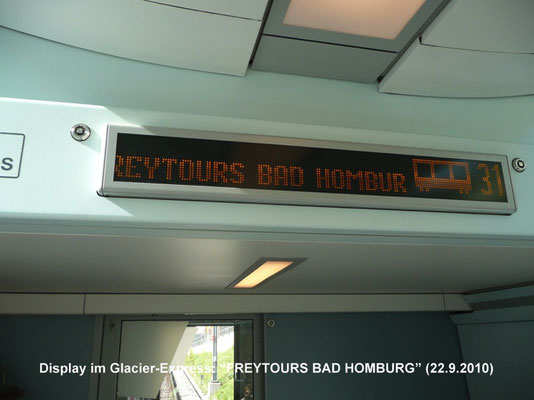 REYTOURS BAD HOMBUR 31
S
Display im Glacier-Express: "FREYTOURS BAD HOMBURG" (22.9.2010)